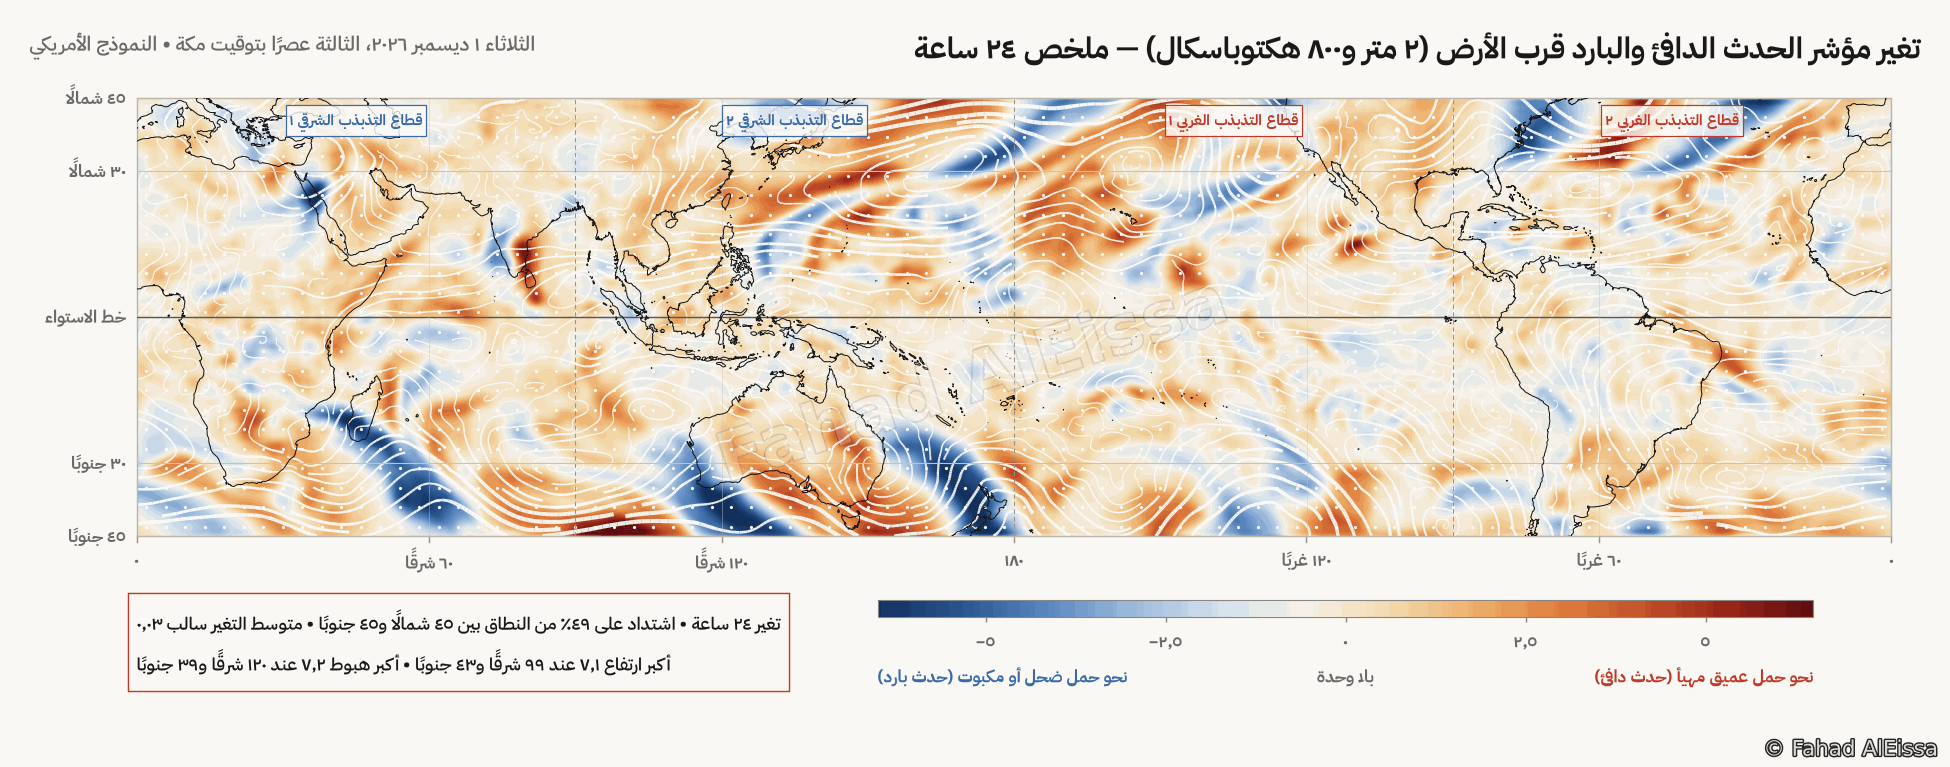 تغير مؤشر الحدث الدافئ والبارد قرب الأرض (٢ متر و٨٠٠ هكتوباسكال) — ملخص ٢٤ ساعة
الثلاثاء ١ ديسمبر ٢٠٢٦، الثالثة عصرًا بتوقيت مكة • النموذج الأمريكي
قطاع التذبذب الشرقي ١
قطاع التذبذب الشرقي ٢
قطاع التذبذب الغربي ١
قطاع التذبذب الغربي ٢
٤٥ شمالًا
٣٠ شمالًا
خط الاستواء
٣٠ جنوبًا
٤٥ جنوبًا
Fahad AlEissa
٠
٦٠ شرقًا
١٢٠ شرقًا
١٨٠
١٢٠ غربًا
٦٠ غربًا
٠
تغير ٢٤ ساعة • اشتداد على ٤٩٪ من النطاق بين ٤٥ شمالًا و٤٥ جنوبًا • متوسط التغير سالب ٠,٠٣
أكبر ارتفاع ٧,١ عند ٩٩ شرقًا و٤٣ جنوبًا • أكبر هبوط ٧,٢ عند ١٢٠ شرقًا و٣٩ جنوبًا
−٥
−٢,٥
٠
٢,٥
٥
نحو حمل ضحل أو مكبوت (حدث بارد)
بلا وحدة
نحو حمل عميق مهيأ (حدث دافئ)
© Fahad AlEissa